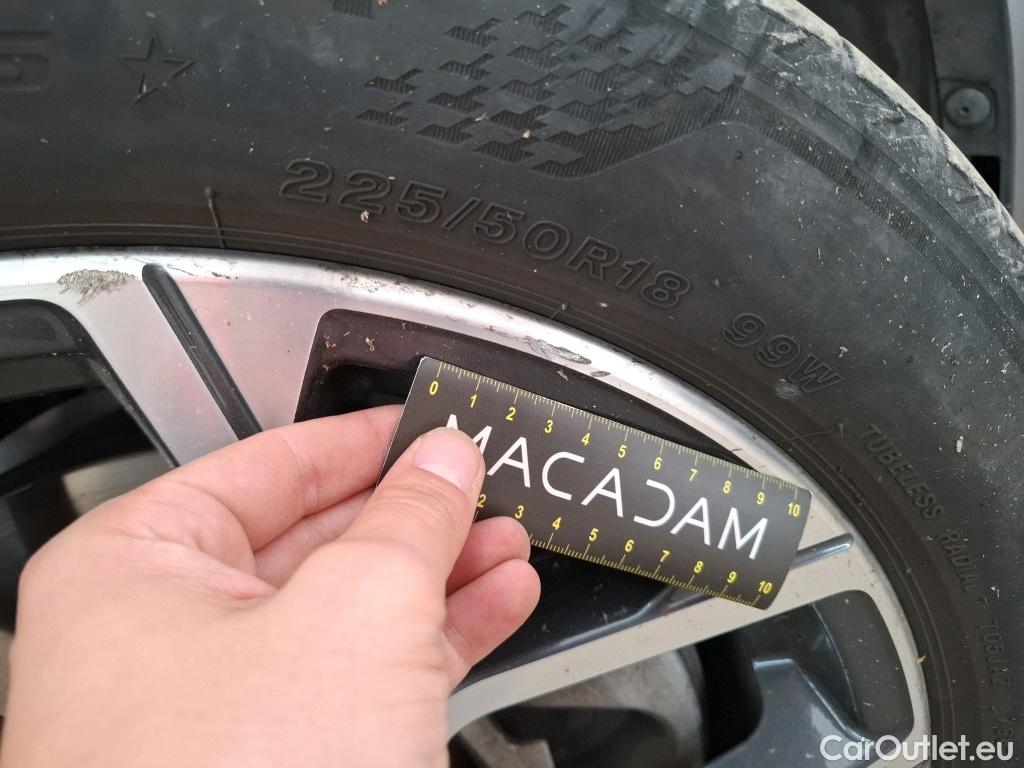 225/50R18 99W
TUBELESS RADIAL
0 1 2 3 4 5 6 7 8 9 10
MACADAM
2 3 4 5 6 7 8 9 10
CarOutlet.eu